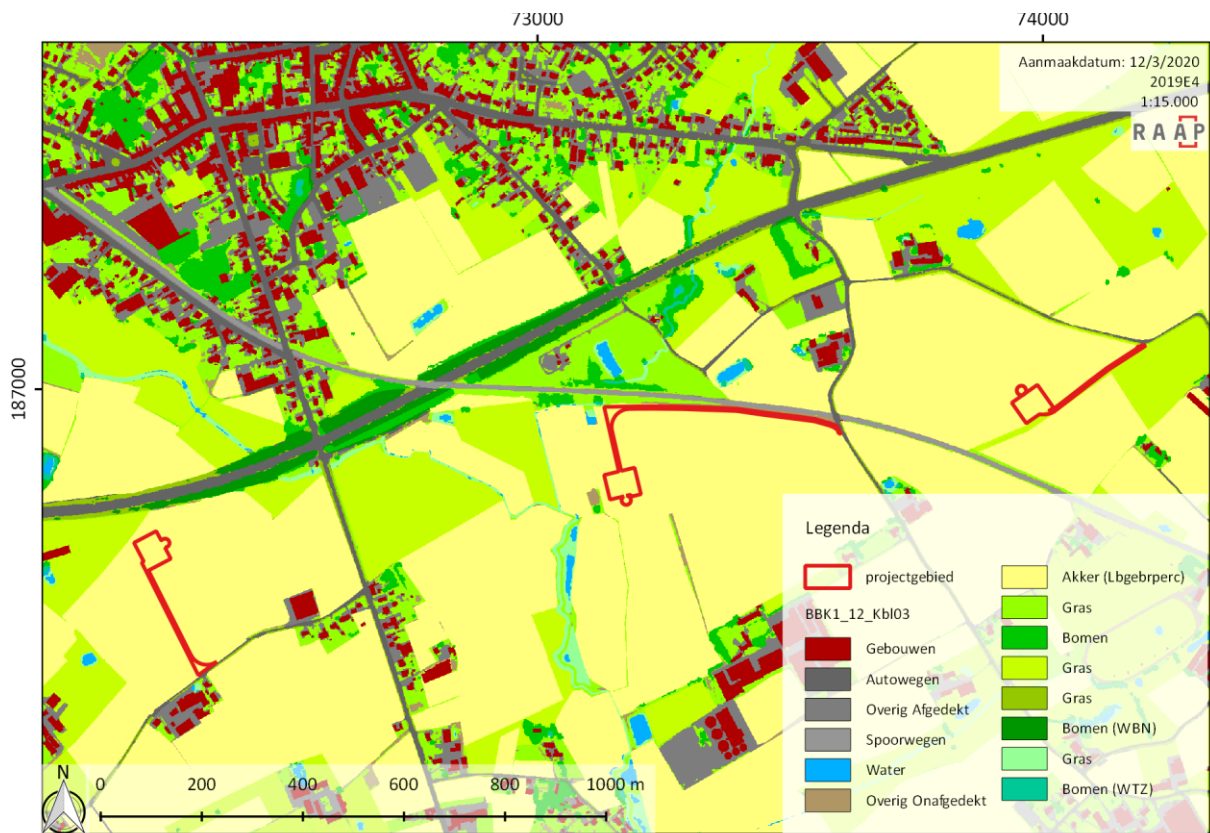 73000
74000
Aanmaakdatum: 12/3/2020
2019E4
1:15.000
RAAP
187000
Legenda
projectgebied
BBK1_12_Kbl03
Gebouwen
Autowegen
Overig Afgedekt
Spoorwegen
Water
Overig Onafgedekt
Akker (Lbgebrperc)
Gras
Bomen
Gras
Gras
Bomen (WBN)
Gras
Bomen (WTZ)
N
0 200 400 600 800 1000 m